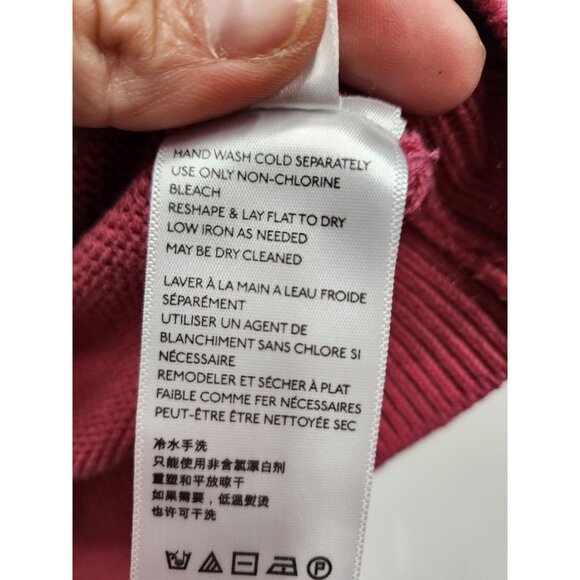 HAND WASH COLD SEPARATELY
USE ONLY NON-CHLORINE
BLEACH
RESHAPE & LAY FLAT TO DRY
LOW IRON AS NEEDED
MAY BE DRY CLEANED
LAVER À LA MAIN A LEAU FROIDE
SÉPARÉMENT
UTILISER UN AGENT DE
BLANCHIMENT SANS CHLORE SI
NÉCESSAIRE
REMODELER ET SÈCHER À PLAT
FAIBLE COMME FER NÉCESSAIRES
PEUT-ÊTRE ÊTRE NETTOYÉE SEC
冷水手洗
只能使用非含氯漂白剂
重塑和平放晾干
如果需要，低温熨烫
也许可干洗
P